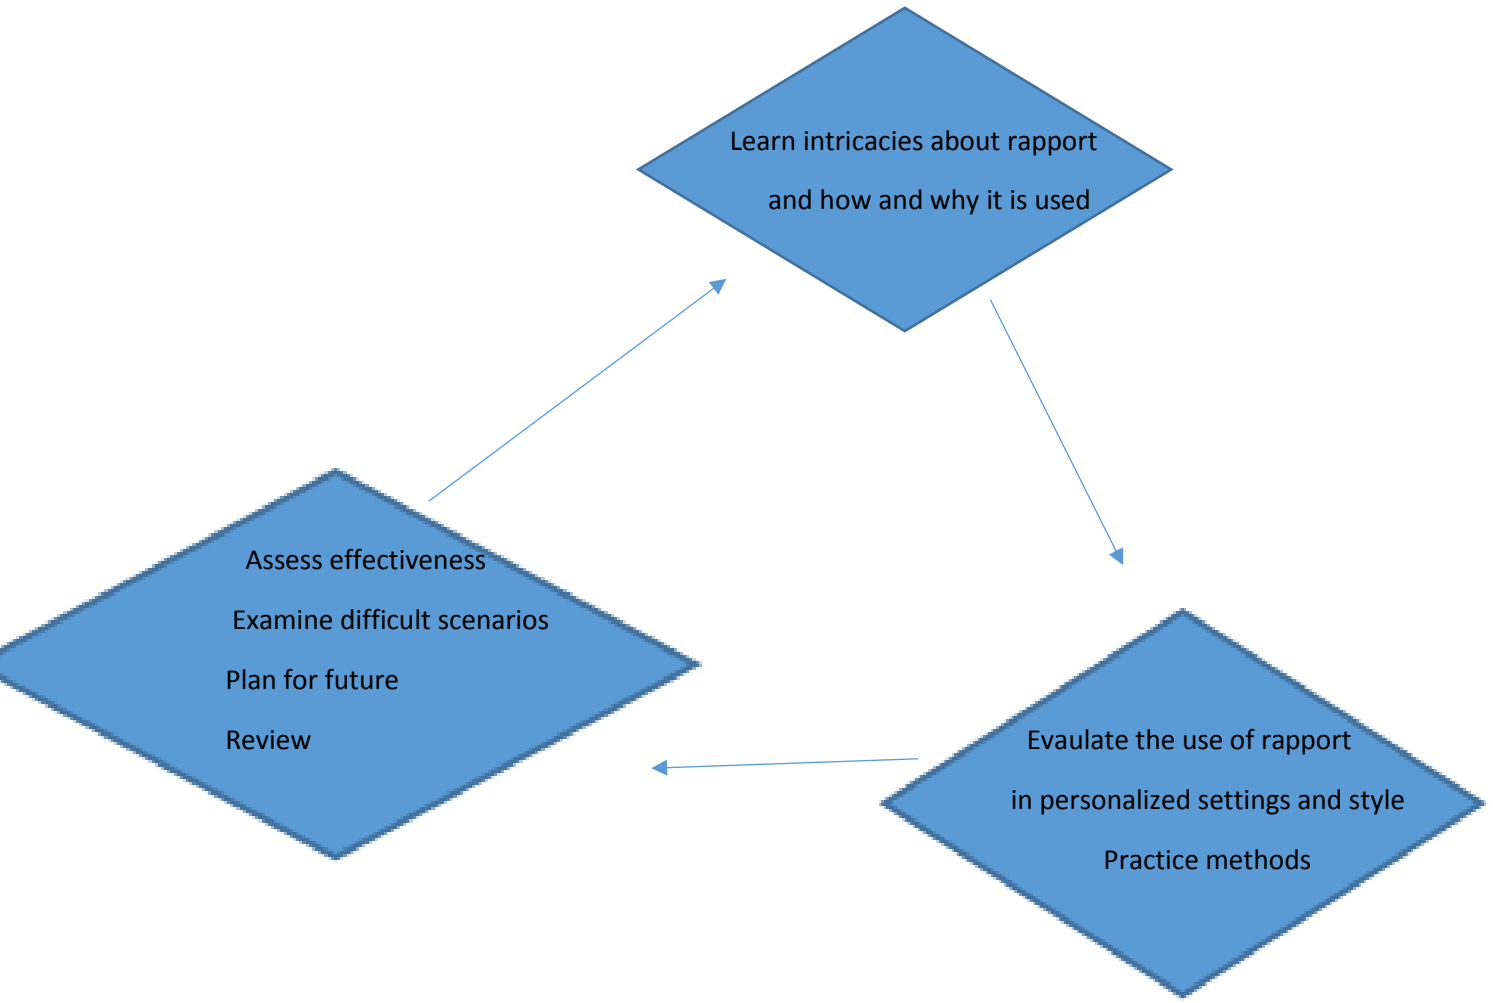 Learn intricacies about rapport
and how and why it is used
Assess effectiveness
Examine difficult scenarios
Plan for future
Review
Evaulate the use of rapport
in personalized settings and style
Practice methods